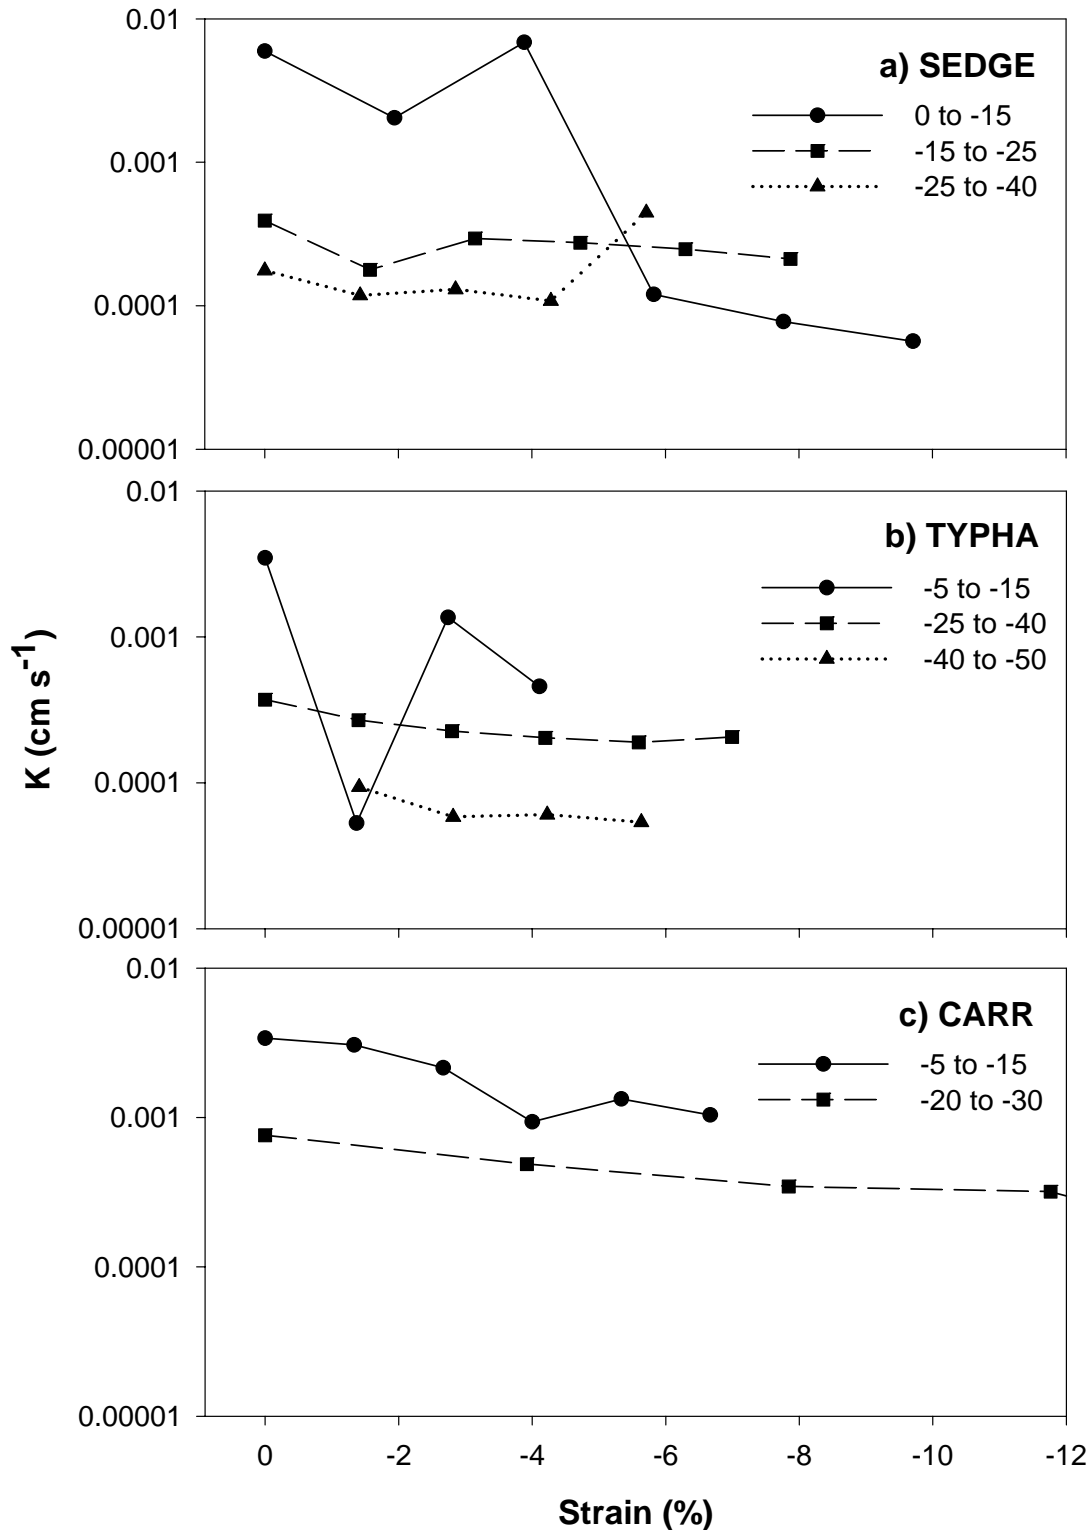 0.01
a) SEDGE
0 to -15
0.001
-15 to -25
-25 to -40
0.0001
0.00001
0.01
b) TYPHA
-5 to -15
0.001
-25 to -40
-40 to -50
K (cm s-1)
0.0001
0.00001
0.01
c) CARR
-5 to -15
0.001
-20 to -30
0.0001
0.00001
0 -2 -4 -6 -8 -10 -12
Strain (%)